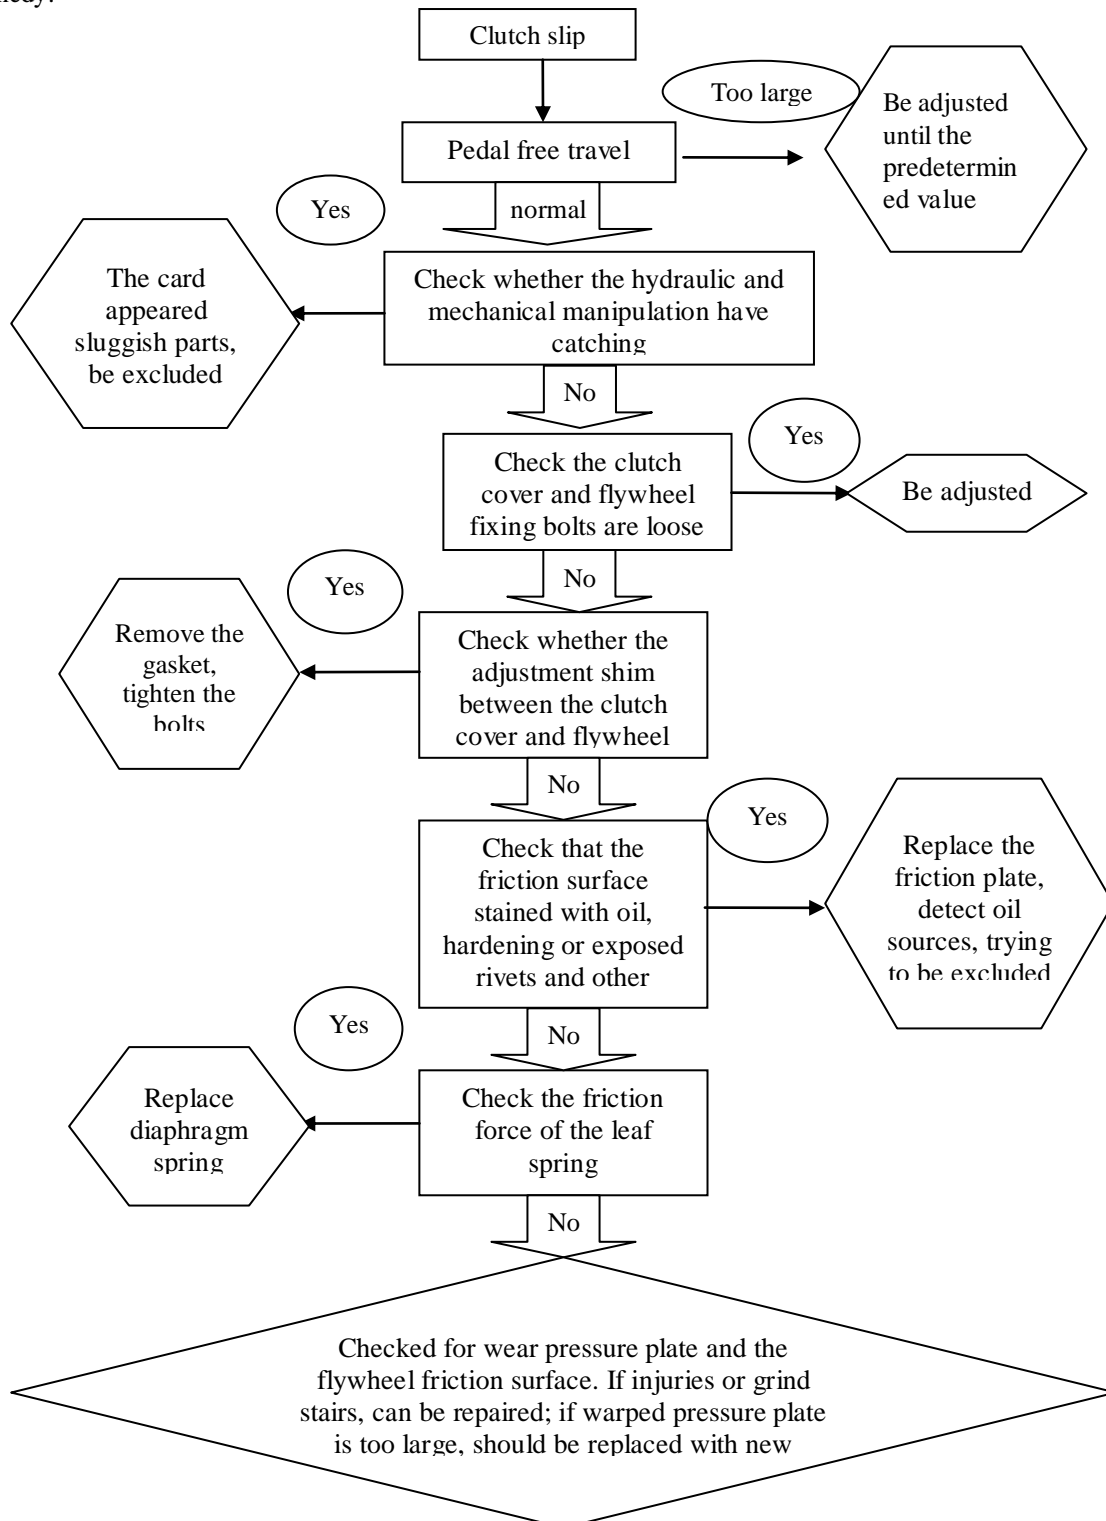 Clutch slip
Too large
Be adjusted
until the
predetermin
ed value
Pedal free travel
Yes
normal
The card
appeared
sluggish parts,
be excluded
Check whether the hydraulic and
mechanical manipulation have
catching
No
Yes
Check the clutch
cover and flywheel
fixing bolts are loose
Be adjusted
No
Yes
Remove the
gasket,
tighten the
bolts
Check whether the
adjustment shim
between the clutch
cover and flywheel
No
Yes
Check that the
friction surface
stained with oil,
hardening or exposed
rivets and other
Replace the
friction plate,
detect oil
sources, trying
to be excluded
Yes
No
Replace
diaphragm
spring
Check the friction
force of the leaf
spring
No
Checked for wear pressure plate and the
flywheel friction surface. If injuries or grind
stairs, can be repaired; if warped pressure plate
is too large, should be replaced with new